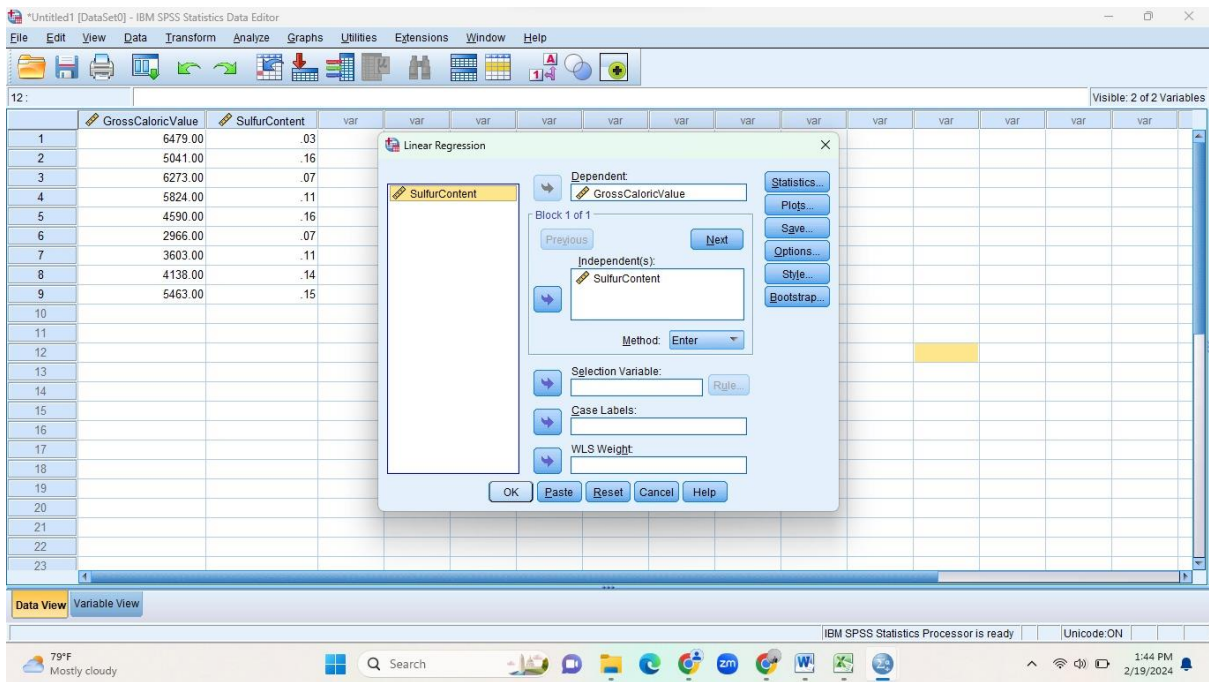 *Untitled1 [DataSet0] - IBM SPSS Statistics Data Editor
File Edit View Data Transform Analyze Graphs Utilities Extensions Window Help
12 :
Visible: 2 of 2 Variables
GrossCaloricValue SulfurContent var var var var var var var var var var var var var
1 6479.00 .03
2 5041.00 .16
3 6273.00 .07
4 5824.00 .11
5 4590.00 .16
6 2966.00 .07
7 3603.00 .11
8 4138.00 .14
9 5463.00 .15
10
11
12
13
14
15
16
17
18
19
20
21
22
23
Linear Regression
SulfurContent
Dependent:
GrossCaloricValue
Block 1 of 1
Previous Next
Independent(s):
SulfurContent
Method: Enter
Selection Variable:
Rule...
Case Labels:
WLS Weight:
Statistics...
Plots...
Save...
Options...
Style...
Bootstrap...
OK Paste Reset Cancel Help
Data View Variable View
IBM SPSS Statistics Processor is ready Unicode:ON
79°F
Mostly cloudy
Search
zm
W
1:44 PM
2/19/2024